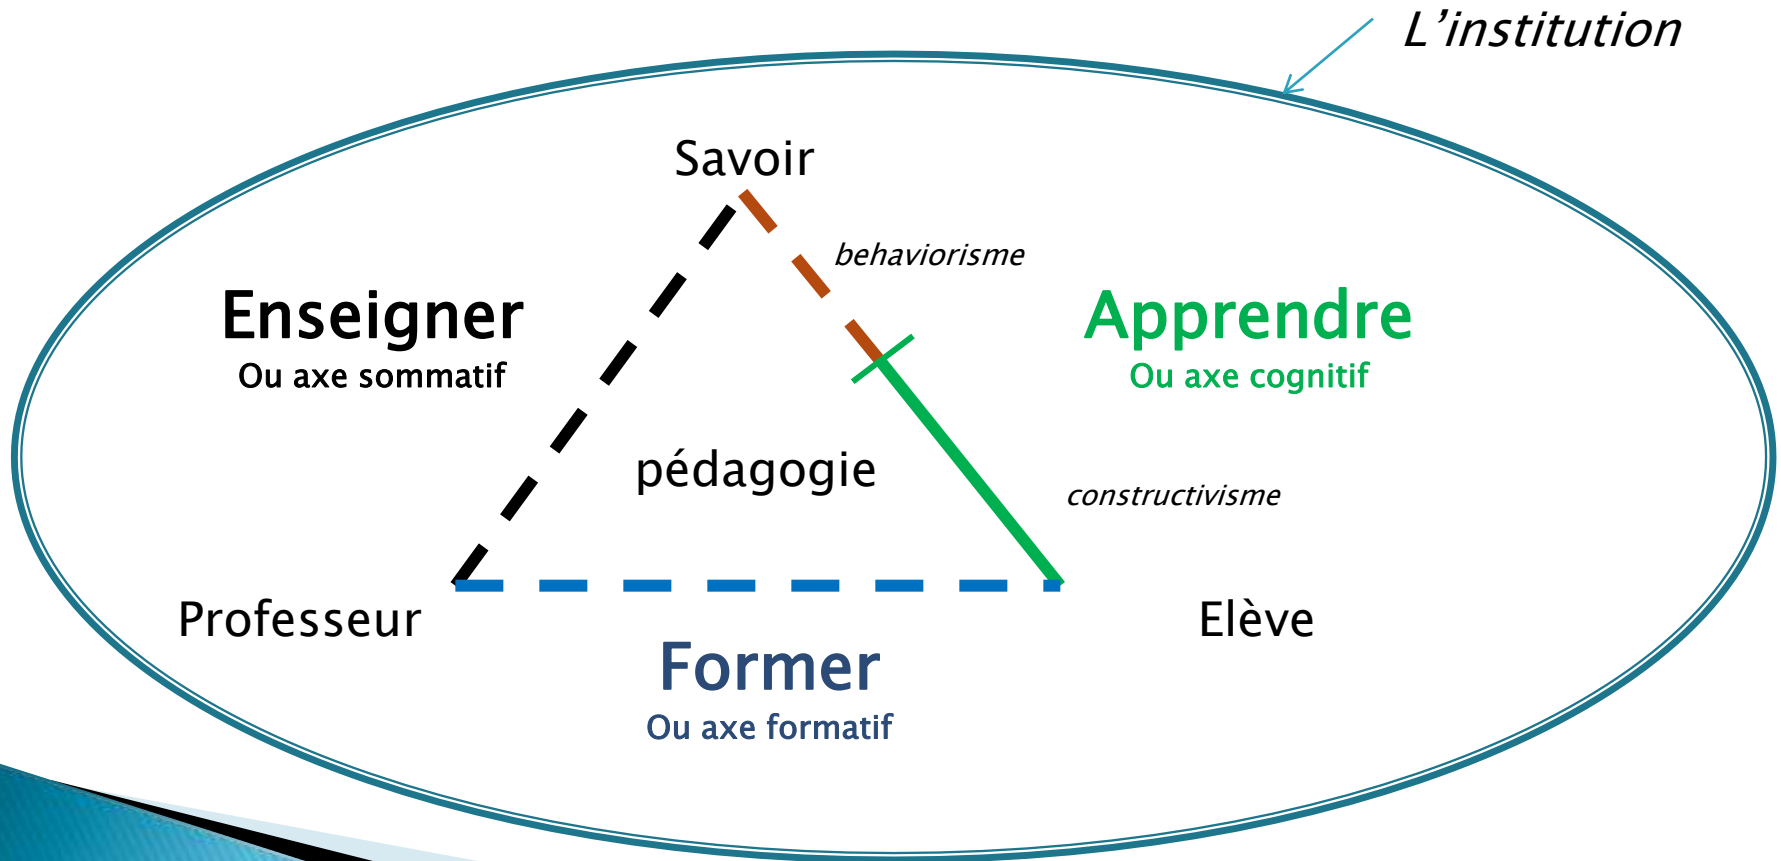 L’institution
Savoir
behaviorisme
Enseigner
Ou axe sommatif
Apprendre
Ou axe cognitif
pédagogie
constructivisme
Professeur
Elève
Former
Ou axe formatif